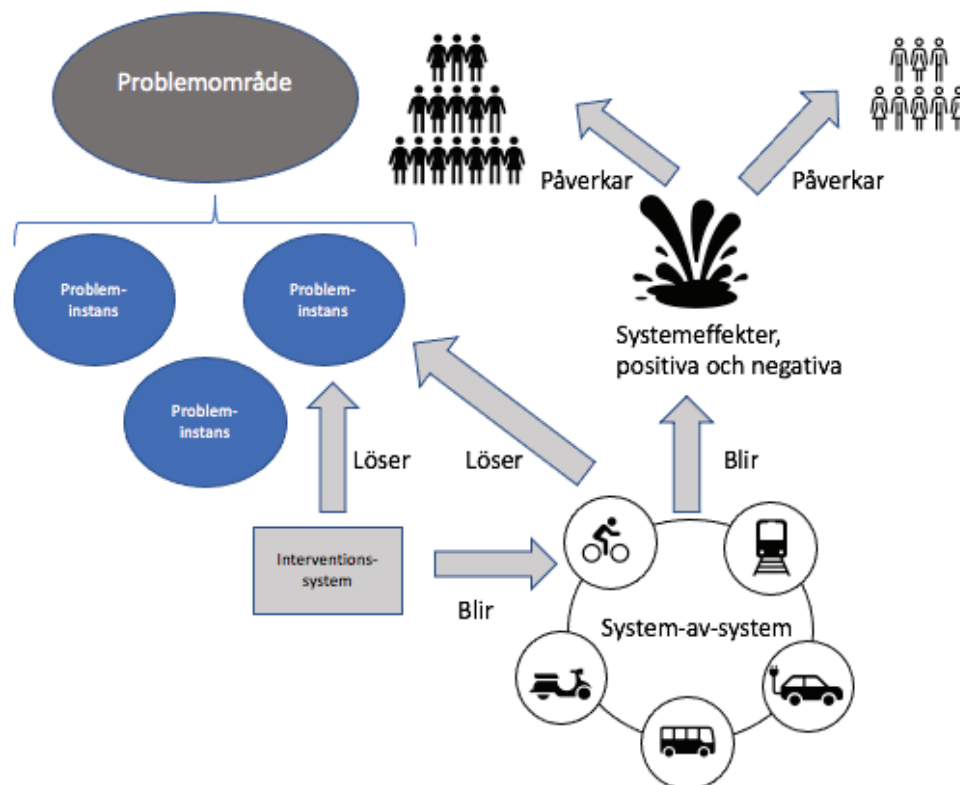 Problemområde
Påverkar
Påverkar
Problem-
instans
Problem-
instans
Problem-
instans
Systemeffekter,
positiva och negativa
Löser
Löser
Blir
Interventions-
system
Blir
System-av-system